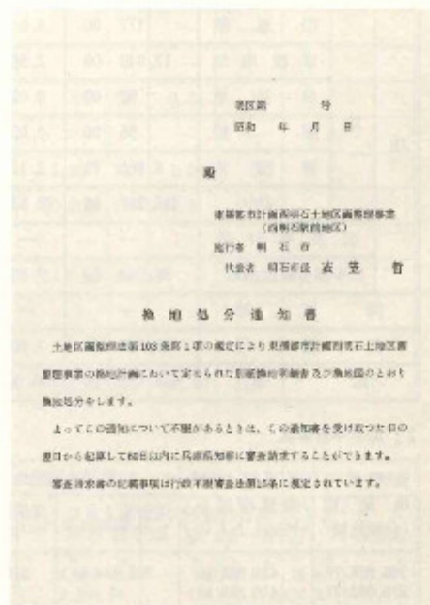 明区第　　　号
昭和　年　月　日
殿
東播都市計画西明石土地区画整理事業
(西明石駅前地区)
施行者　明石市
代表者　明石市長　衣笠　哲
換地処分通知書
土地区画整理法第103条第1項の規定により東播都市計画西明石土地区画
整理事業の換地計画において定められた別紙換地明細書及び換地図のとおり
換地処分をします。
よってこの通知について不服があるときは、この通知書を受け取つた日の
翌日から起算して60日以内に兵庫県知事に審査請求することができます。
審査請求書の記載事項は行政不服審査法第15条に規定されています。